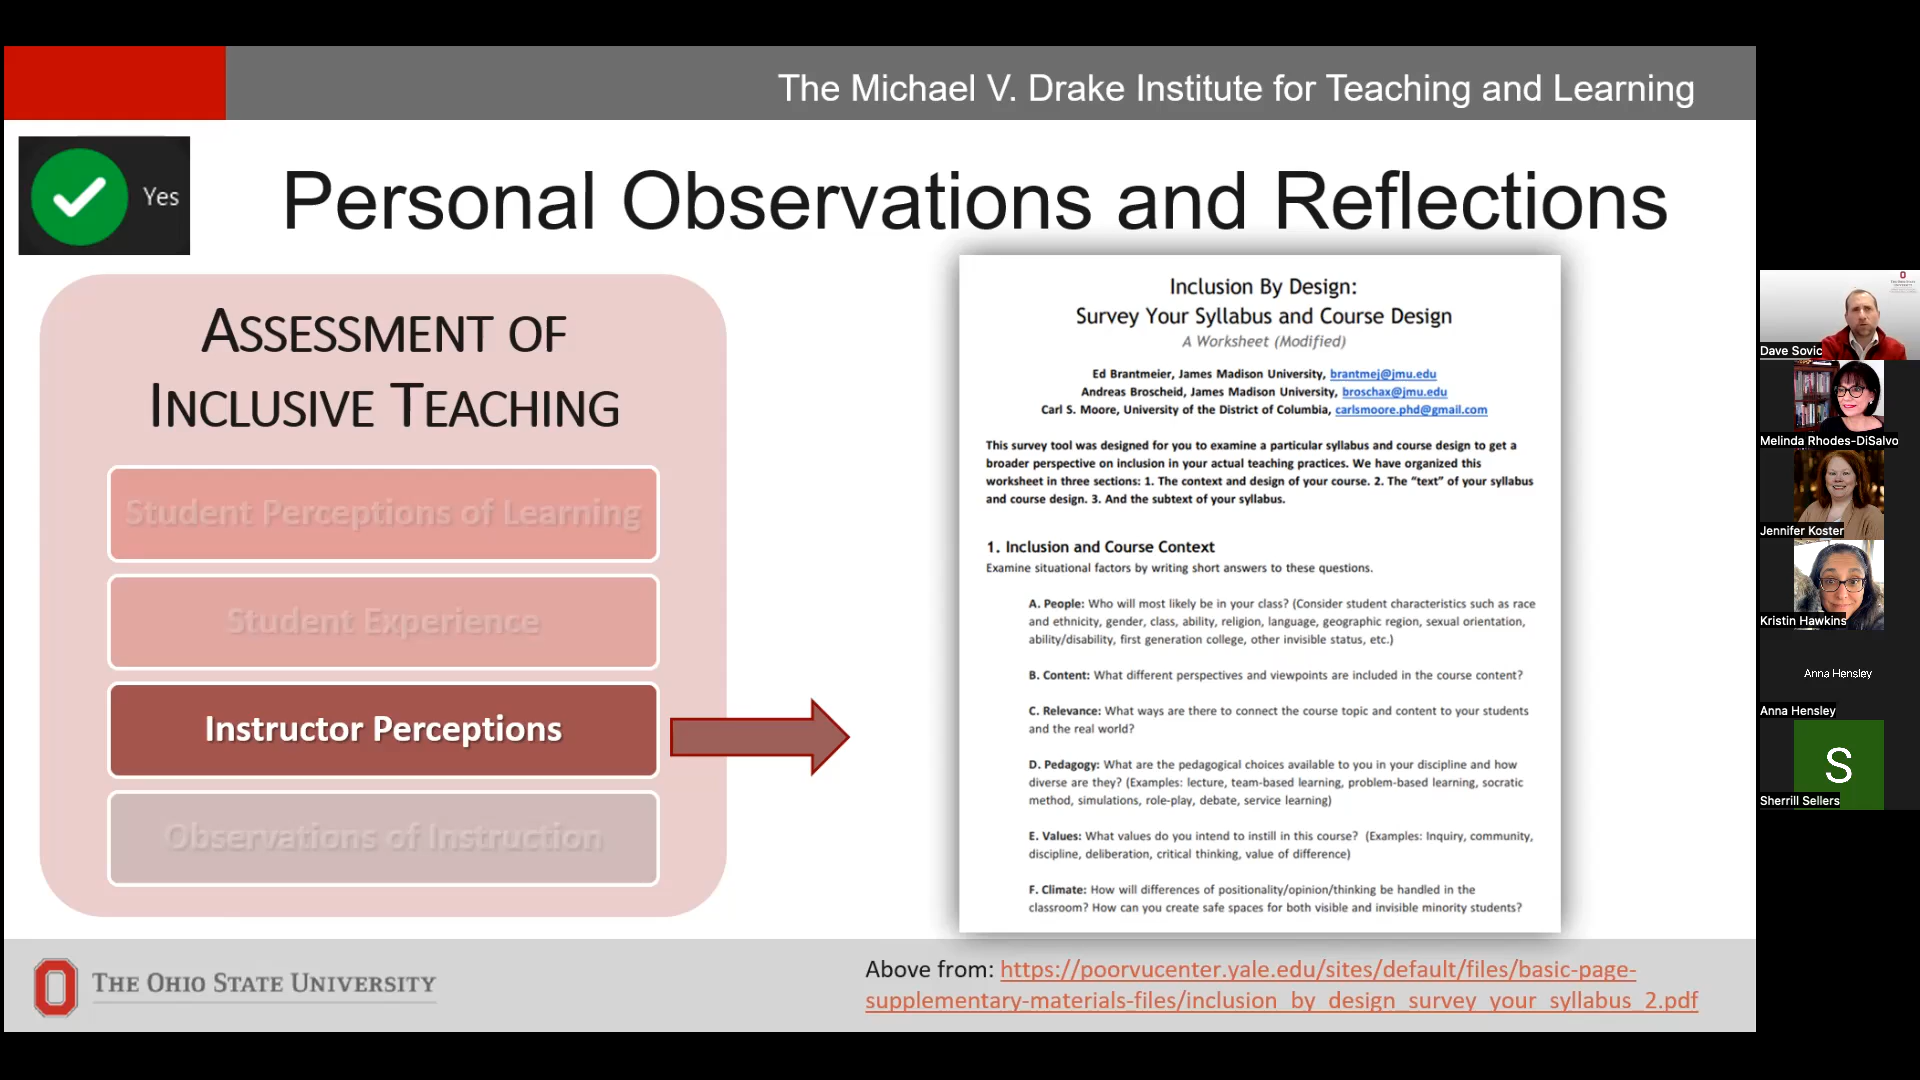 The Michael V. Drake Institute for Teaching and Learning
Yes
Personal Observations and Reflections
ASSESSMENT OF
INCLUSIVE TEACHING
Student Perceptions of Learning
Student Experience
Instructor Perceptions
Observations of Instruction
Inclusion By Design:
Survey Your Syllabus and Course Design
A Worksheet (Modified)
Ed Brantmeier, James Madison University, brantmej@jmu.edu
Andreas Broscheid, James Madison University, broschax@jmu.edu
Carl S. Moore, University of the District of Columbia, carlsmoore.phd@gmail.com
This survey tool was designed for you to examine a particular syllabus and course design to get a
broader perspective on inclusion in your actual teaching practices. We have organized this
worksheet in three sections: 1. The context and design of your course. 2. The “text” of your syllabus
and course design. 3. And the subtext of your syllabus.
1. Inclusion and Course Context
Examine situational factors by writing short answers to these questions.
A. People: Who will most likely be in your class? (Consider student characteristics such as race
and ethnicity, gender, class, ability, religion, language, geographic region, sexual orientation,
ability/disability, first generation college, other invisible status, etc.)
B. Content: What different perspectives and viewpoints are included in the course content?
C. Relevance: What ways are there to connect the course topic and content to your students
and the real world?
D. Pedagogy: What are the pedagogical choices available to you in your discipline and how
diverse are they? (Examples: lecture, team-based learning, problem-based learning, socratic
method, simulations, role-play, debate, service learning)
E. Values: What values do you intend to instill in this course? (Examples: Inquiry, community,
discipline, deliberation, critical thinking, value of difference)
F. Climate: How will differences of positionality/opinion/thinking be handled in the
classroom? How can you create safe spaces for both visible and invisible minority students?
THE OHIO STATE UNIVERSITY
Above from: https://poorvucenter.yale.edu/sites/default/files/basic-page-
supplementary-materials-files/inclusion_by_design_survey_your_syllabus_2.pdf
Dave Sovic
Melinda Rhodes-DiSalvo
Jennifer Koster
Kristin Hawkins
Anna Hensley
Anna Hensley
S
Sherrill Sellers